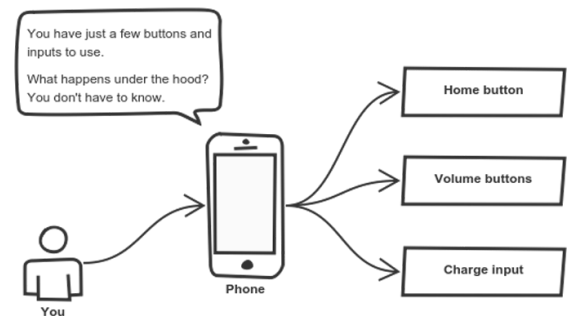 You have just a few buttons and
inputs to use.
What happens under the hood?
You don't have to know.
Home button
Volume buttons
Charge input
Phone
You